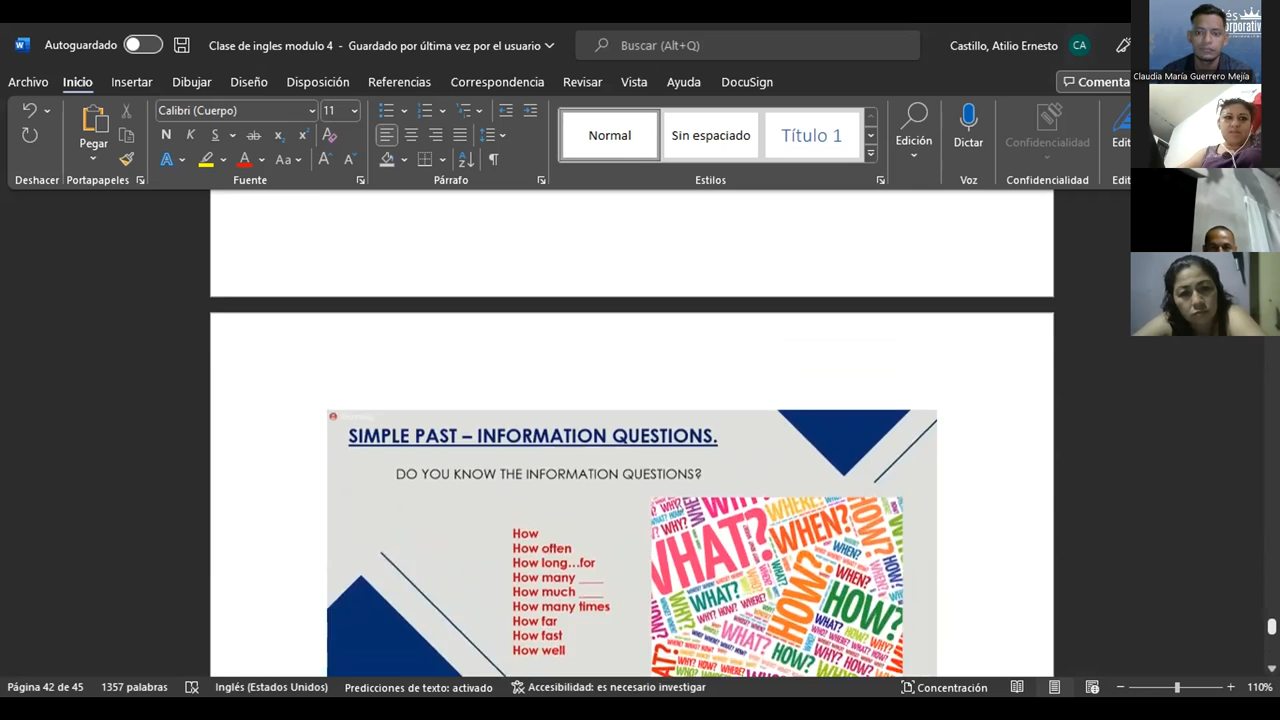 Autoguardado
Clase de ingles modulo 4 - Guardado por última vez por el usuario
Buscar (Alt+Q)
Castillo, Atilio Ernesto
CA
Claudia María Guerrero Mejía
Archivo
Inicio
Insertar
Dibujar
Diseño
Disposición
Referencias
Correspondencia
Revisar
Vista
Ayuda
DocuSign
Calibri (Cuerpo)
11
Pegar
Normal
Sin espaciado
Título 1
Edición
Dictar
Confidencialidad
Deshacer
Portapapeles
Fuente
Párrafo
Estilos
Voz
Confidencialidad
SIMPLE PAST – INFORMATION QUESTIONS.
DO YOU KNOW THE INFORMATION QUESTIONS?
How
How often
How long...for
How many ____
How much ____
How many times
How far
How fast
How well
WHAT?
WHEN?
HOW?
HOW?
WHERE?
WHY?
Página 42 de 45
1357 palabras
Inglés (Estados Unidos)
Predicciones de texto: activado
Accesibilidad: es necesario investigar
Concentración
110%